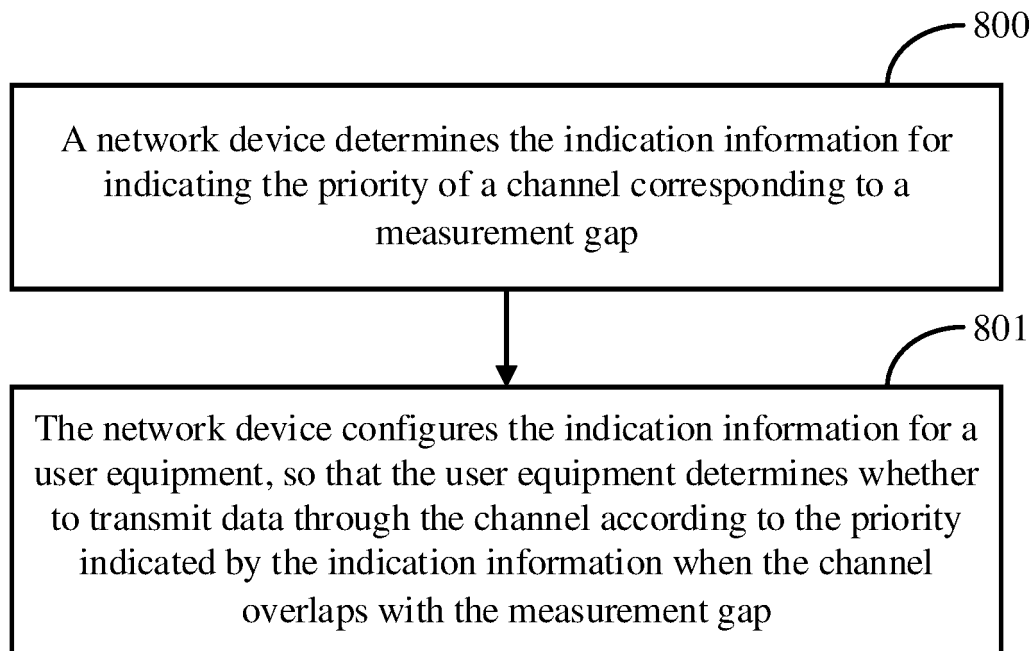 800
A network device determines the indication information for
indicating the priority of a channel corresponding to a
measurement gap
801
The network device configures the indication information for a
user equipment, so that the user equipment determines whether
to transmit data through the channel according to the priority
indicated by the indication information when the channel
overlaps with the measurement gap